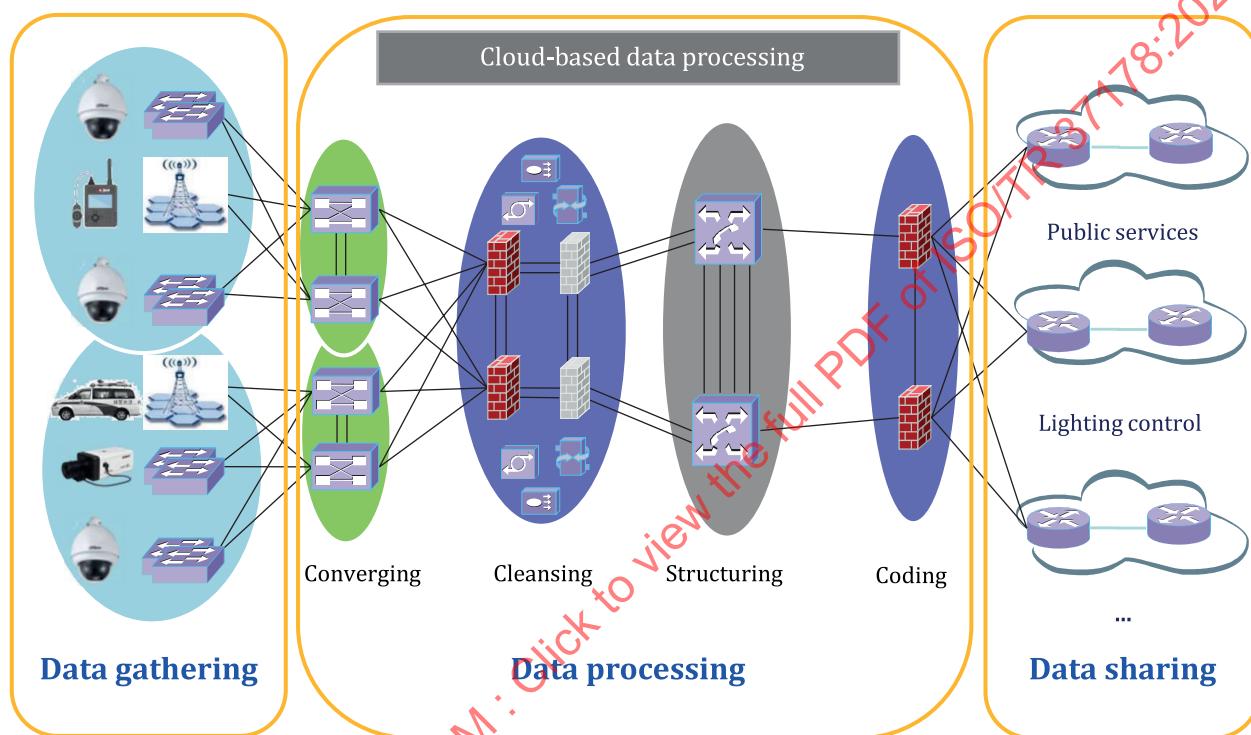 Cloud-based data processing
Public services
Lighting control
...
Converging
Cleansing
Structuring
Coding
Data gathering
Data processing
Data sharing
M : Click to view the full PDF of ISO/TR 37178:202